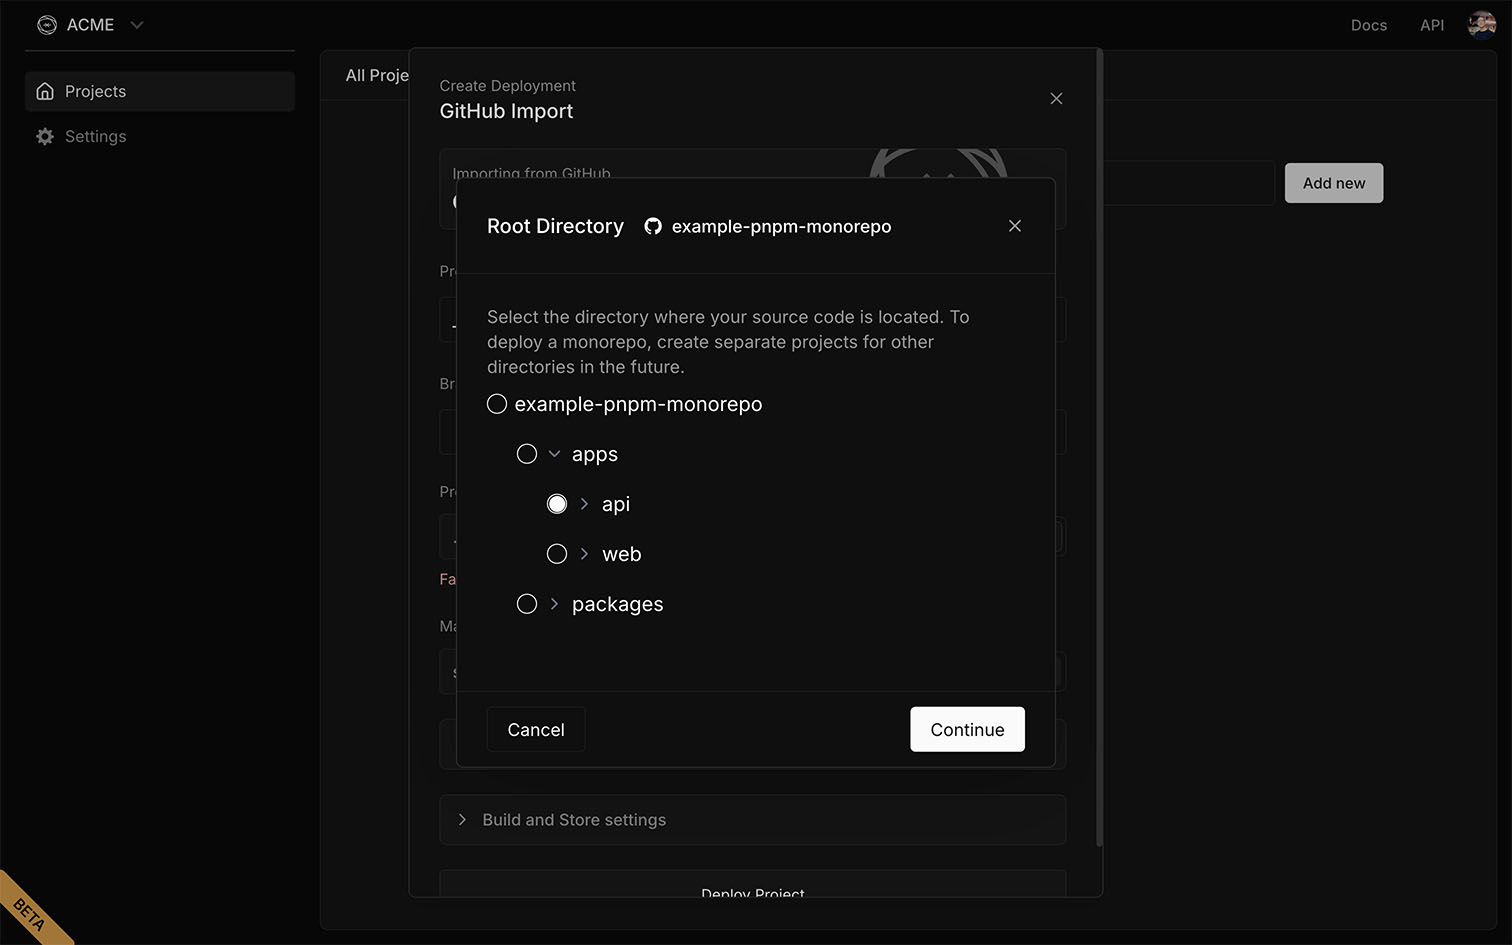 ACME
Docs
API
Projects
Settings
All Proje
Add new
Create Deployment
GitHub Import
Importing from GitHub
Root Directory
example-pnpm-monorepo
Pr
Select the directory where your source code is located. To
deploy a monorepo, create separate projects for other
directories in the future.
Br
example-pnpm-monorepo
apps
Pr
api
web
Fa
packages
Ma
Cancel
Continue
Build and Store settings
Deploy Project
BETA